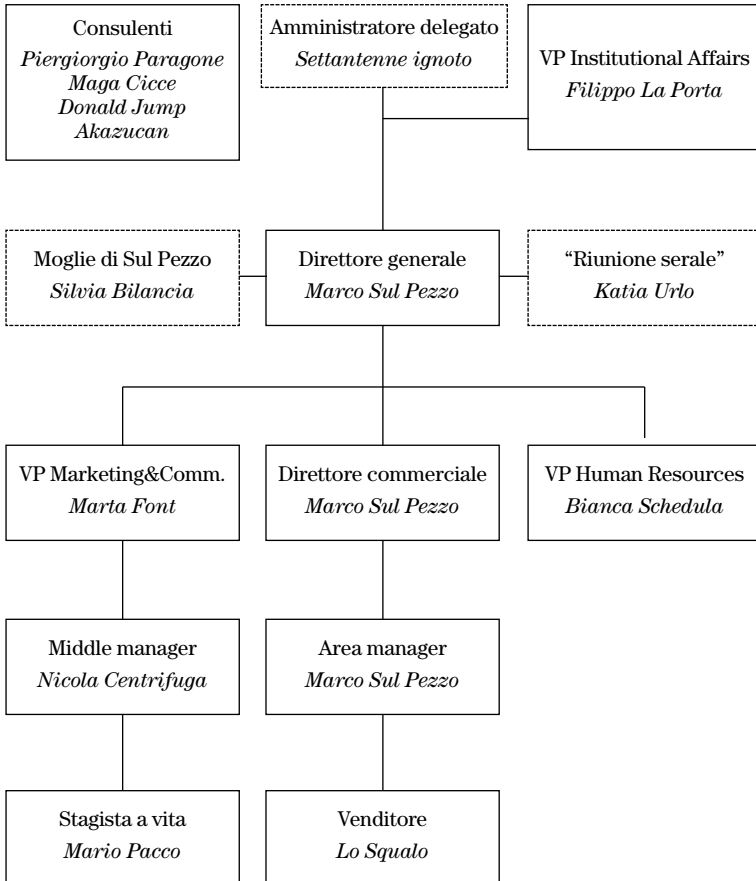 Consulenti
Piergiorgio Paragone
Maga Cicce
Donald Jump
Akazucan
Amministratore delegato
Settantenne ignoto
VP Institutional Affairs
Filippo La Porta
Moglie di Sul Pezzo
Silvia Bilancia
Direttore generale
Marco Sul Pezzo
“Riunione serale”
Katia Urlo
VP Marketing&Comm.
Marta Font
Direttore commerciale
Marco Sul Pezzo
VP Human Resources
Bianca Schedula
Middle manager
Nicola Centrifuga
Area manager
Marco Sul Pezzo
Stagista a vita
Mario Pacco
Venditore
Lo Squalo